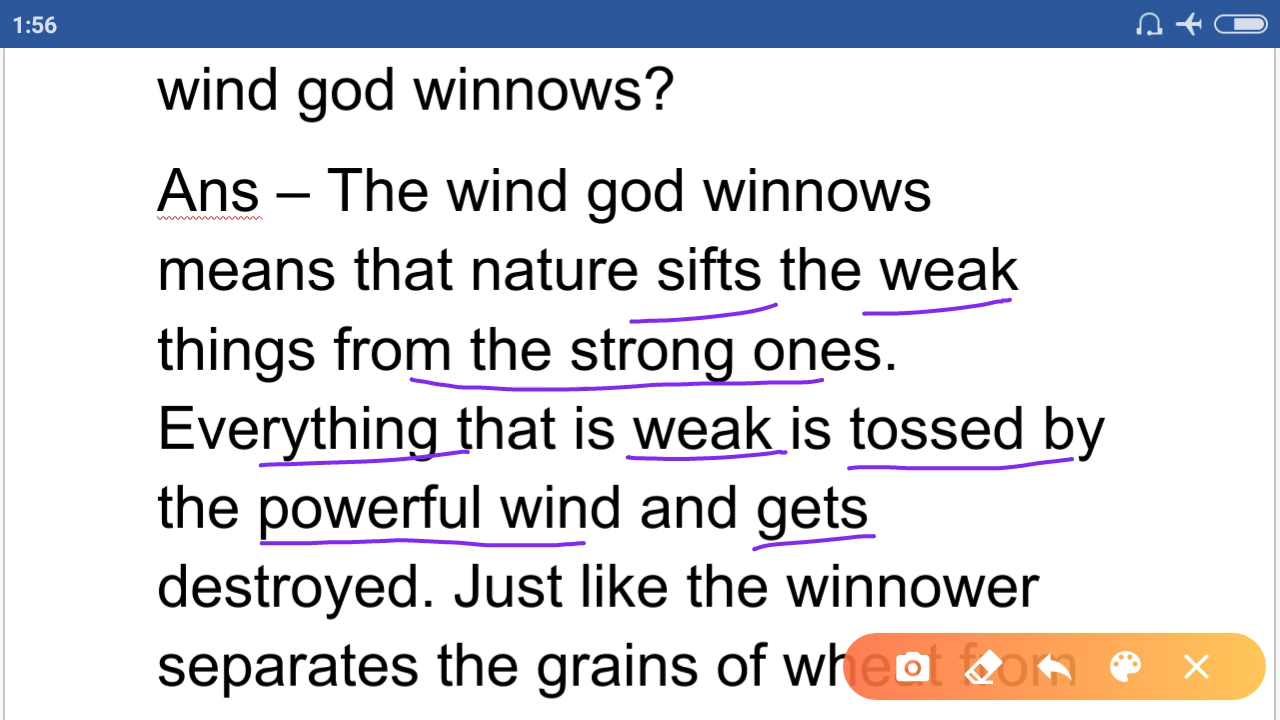 1:56
wind god winnows?
Ans – The wind god winnows
means that nature sifts the weak
things from the strong ones.
Everything that is weak is tossed by
the powerful wind and gets
destroyed. Just like the winnower
separates the grains of wheat from